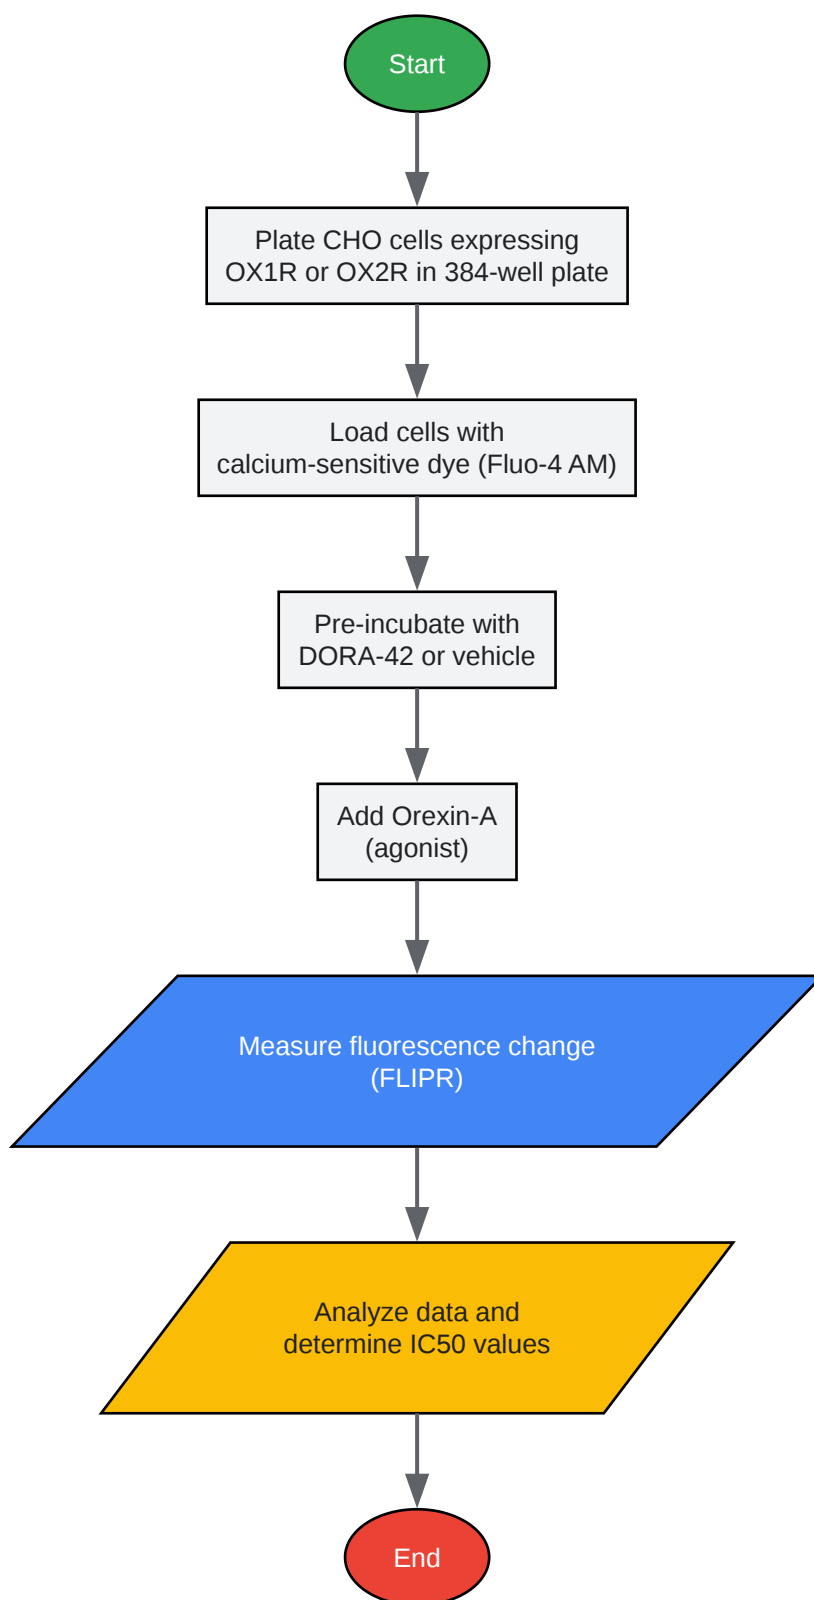 Start
Plate CHO cells expressing
OX1R or OX2R in 384-well plate
Load cells with
calcium-sensitive dye (Fluo-4 AM)
Pre-incubate with
DORA-42 or vehicle
Add Orexin-A
(agonist)
Measure fluorescence change
(FLIPR)
Analyze data and
determine IC50 values
End